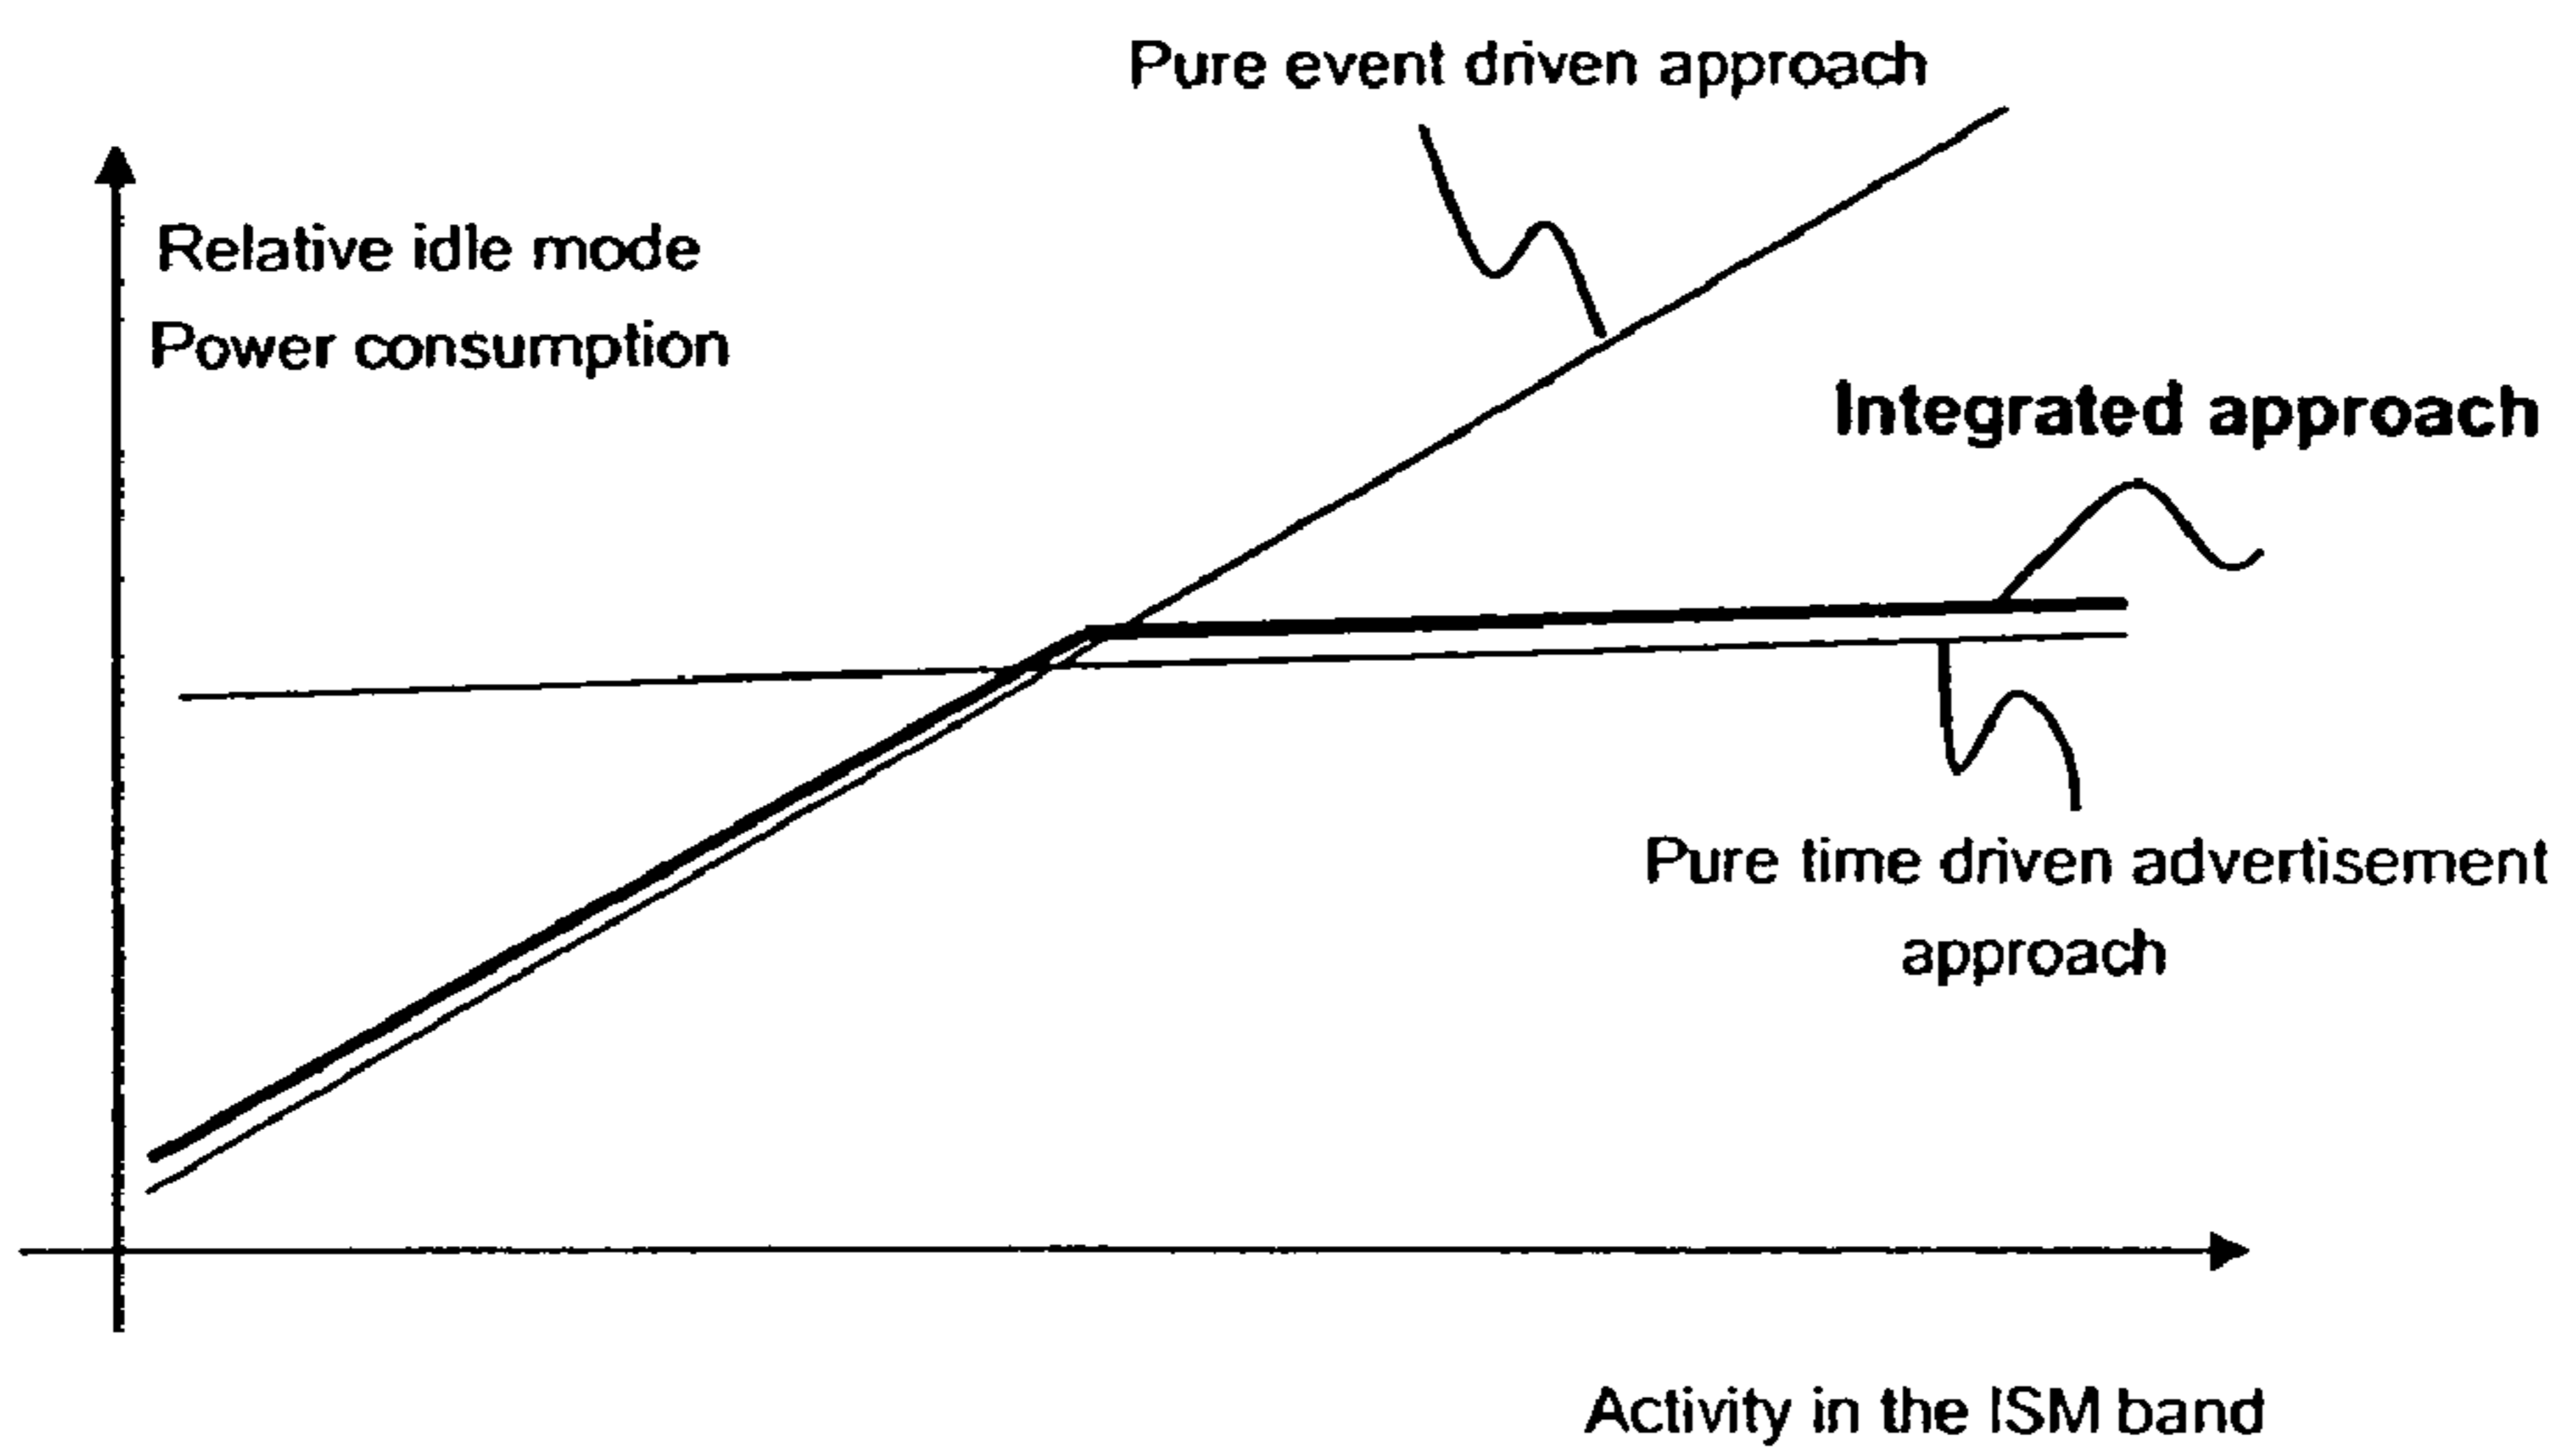 Pure event driven approach
Relative idle mode
Power consumption
Integrated approach
Pure time driven advertisement
approach
Activity in the ISM band